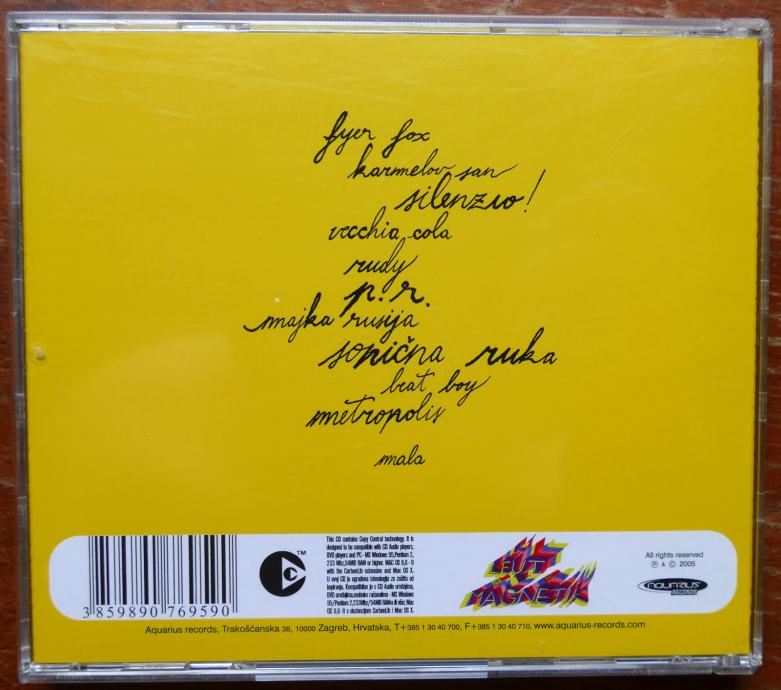 fyer fox
karmelov san
silenzio!
vecchia cola
rudy
p.r.
majka rusija
sonična ruka
beat boy
metropolis
mala
3 859890 769590
TM
This CD contains Copy Control technology. It is
designed to be compatible with CD Audio players,
DVD players and PC- MS Windows 95,Pentium 2,
233 Mhz,54MB RAM or higher. MAC OS 8,6 - 9
with the CarbonLib extension and Mac OS X.
U ovaj CD je ugrađena tehnologija za zaštitu od
kopiranja. Kompatibilan je s CD Audio uređajima,
DVD uređajima,osobnim računalima - MS Windows
95/Pentium 2,233Mhz/54MB RAMa ili više; Mac
OS 8,6 -9 s ekstenzijom CarbonLib i Mac OS X.
GUT
MAGNETIK
All rights reserved
℗ & © 2005
Aquarius records, Trakošćanska 38, 10000 Zagreb, Hrvatska, T+385 1 30 40 700, F+385 1 30 40 710, www.aquarius-records.com